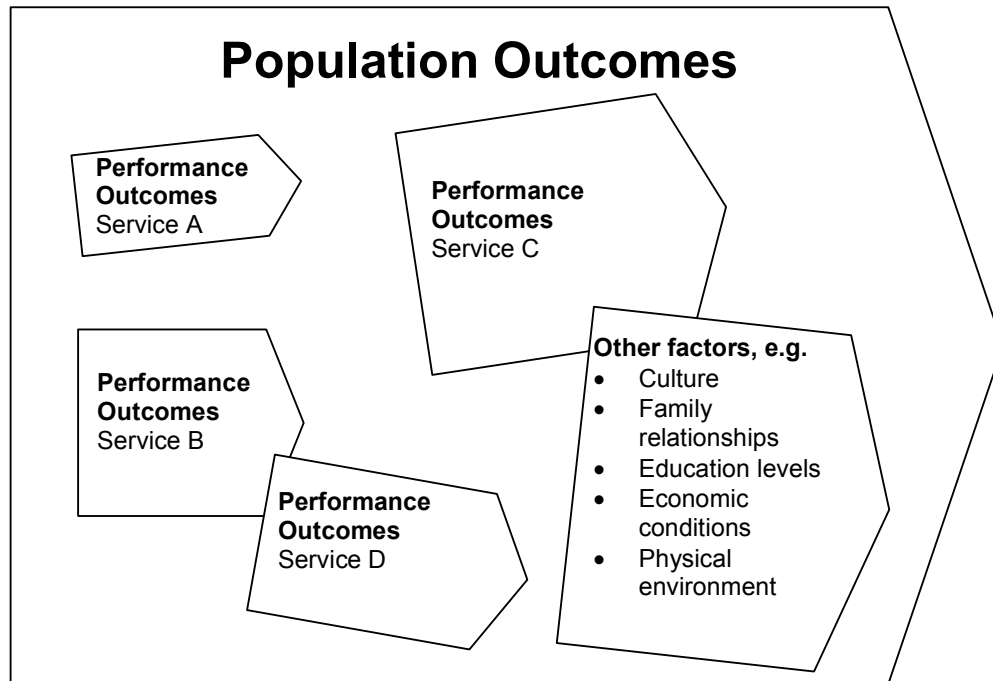 Population Outcomes
Performance
Outcomes
Service A
Performance
Outcomes
Service C
Performance
Outcomes
Service B
Performance
Outcomes
Service D
Other factors, e.g.
• Culture
• Family
relationships
• Education levels
• Economic
conditions
• Physical
environment